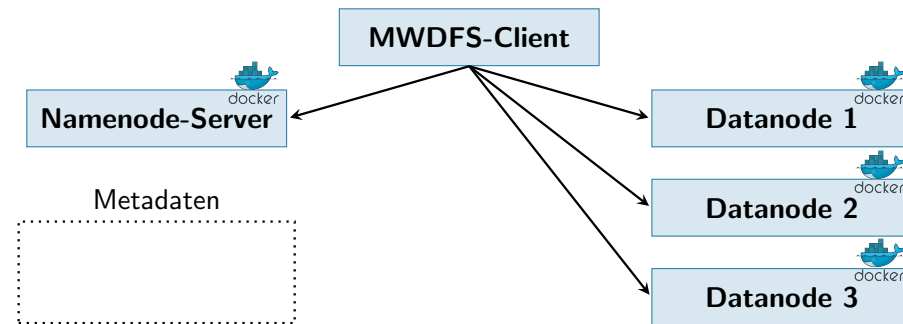 MWDFS-Client
docker
Namenode-Server
docker
Datanode 1
Metadaten
docker
Datanode 2
docker
Datanode 3